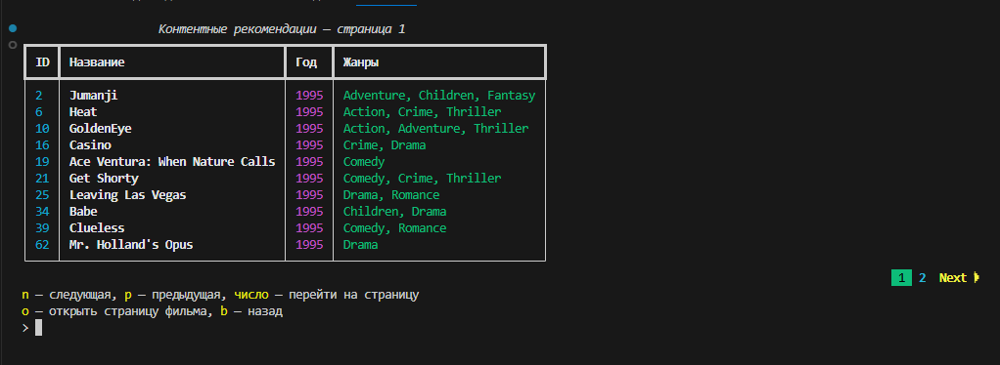 Контентные рекомендации — страница 1
ID Название Год Жанры
2 Jumanji 1995 Adventure, Children, Fantasy
6 Heat 1995 Action, Crime, Thriller
10 GoldenEye 1995 Action, Adventure, Thriller
16 Casino 1995 Crime, Drama
19 Ace Ventura: When Nature Calls 1995 Comedy
21 Get Shorty 1995 Comedy, Crime, Thriller
25 Leaving Las Vegas 1995 Drama, Romance
34 Babe 1995 Children, Drama
39 Clueless 1995 Comedy, Romance
62 Mr. Holland's Opus 1995 Drama
1 2 Next
n — следующая, p — предыдущая, число — перейти на страницу
o — открыть страницу фильма, b — назад
>